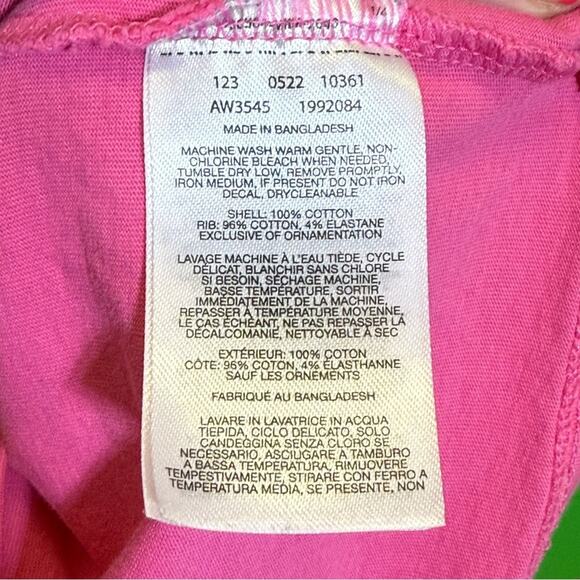 1/4
123 0522 10361
AW3545 1992084
MADE IN BANGLADESH
MACHINE WASH WARM GENTLE, NON-
CHLORINE BLEACH WHEN NEEDED,
TUMBLE DRY LOW, REMOVE PROMPTLY,
IRON MEDIUM, IF PRESENT DO NOT IRON
DECAL, DRYCLEANABLE
SHELL: 100% COTTON
RIB: 96% COTTON, 4% ELASTANE
EXCLUSIVE OF ORNAMENTATION
LAVAGE MACHINE À L'EAU TIÈDE, CYCLE
DÉLICAT, BLANCHIR SANS CHLORE
SI BESOIN, SÉCHAGE MACHINE,
BASSE TEMPÉRATURE, SORTIR
IMMÉDIATEMENT DE LA MACHINE,
REPASSER À TEMPÉRATURE MOYENNE,
LE CAS ÉCHÉANT, NE PAS REPASSER LA
DÉCALCOMANIE, NETTOYABLE À SEC
EXTÉRIEUR: 100% COTON
CÔTE: 96% COTON, 4% ÉLASTHANNE
SAUF LES ORNEMENTS
FABRIQUÉ AU BANGLADESH
LAVARE IN LAVATRICE IN ACQUA
TIEPIDA, CICLO DELICATO, SOLO
CANDEGGINA SENZA CLORO SE
NECESSARIO, ASCIUGARE A TAMBURO
A BASSA TEMPERATURA, RIMUOVERE
TEMPESTIVAMENTE, STIRARE CON FERRO A
TEMPERATURA MEDIA, SE PRESENTE, NON